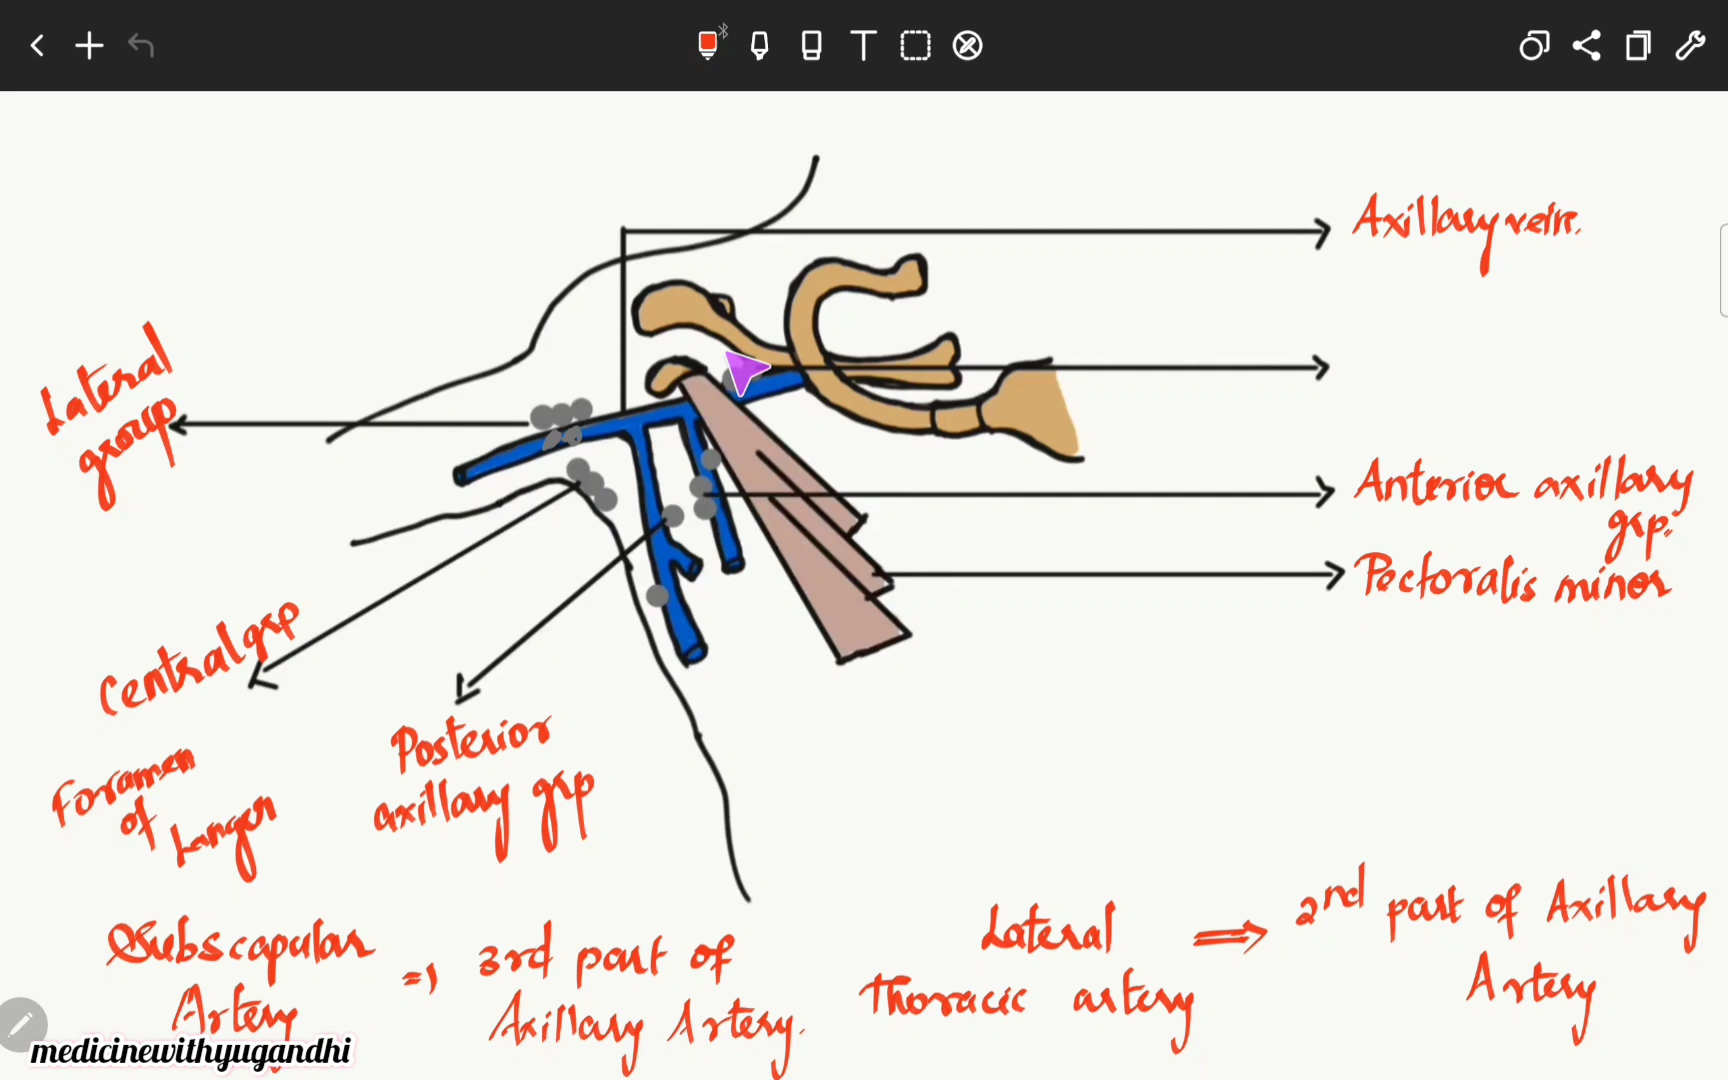 Axillary vein.
Lateral
group
Anterior axillary
grp.
Pectoralis minor
Central grp
Foramen
of
Langer
Posterior
axillary grp
Subscapular
Artery
=>
3rd part of
Axillary Artery.
Lateral
Thoracic artery
⟹
2nd part of Axillary
Artery
medicinewithyugandhi
T